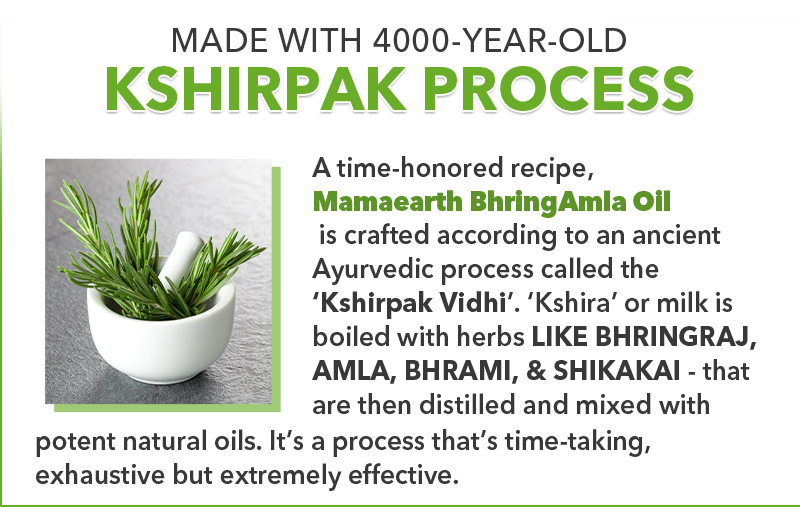 MADE WITH 4000-YEAR-OLD
KSHIRPAK PROCESS
A time-honored recipe,
Mamaearth BhringAmla Oil
is crafted according to an ancient
Ayurvedic process called the
‘Kshirpak Vidhi’. ‘Kshira’ or milk is
boiled with herbs LIKE BHRINGRAJ,
AMLA, BHRAMI, & SHIKAKAI - that
are then distilled and mixed with
potent natural oils. It’s a process that’s time-taking,
exhaustive but extremely effective.